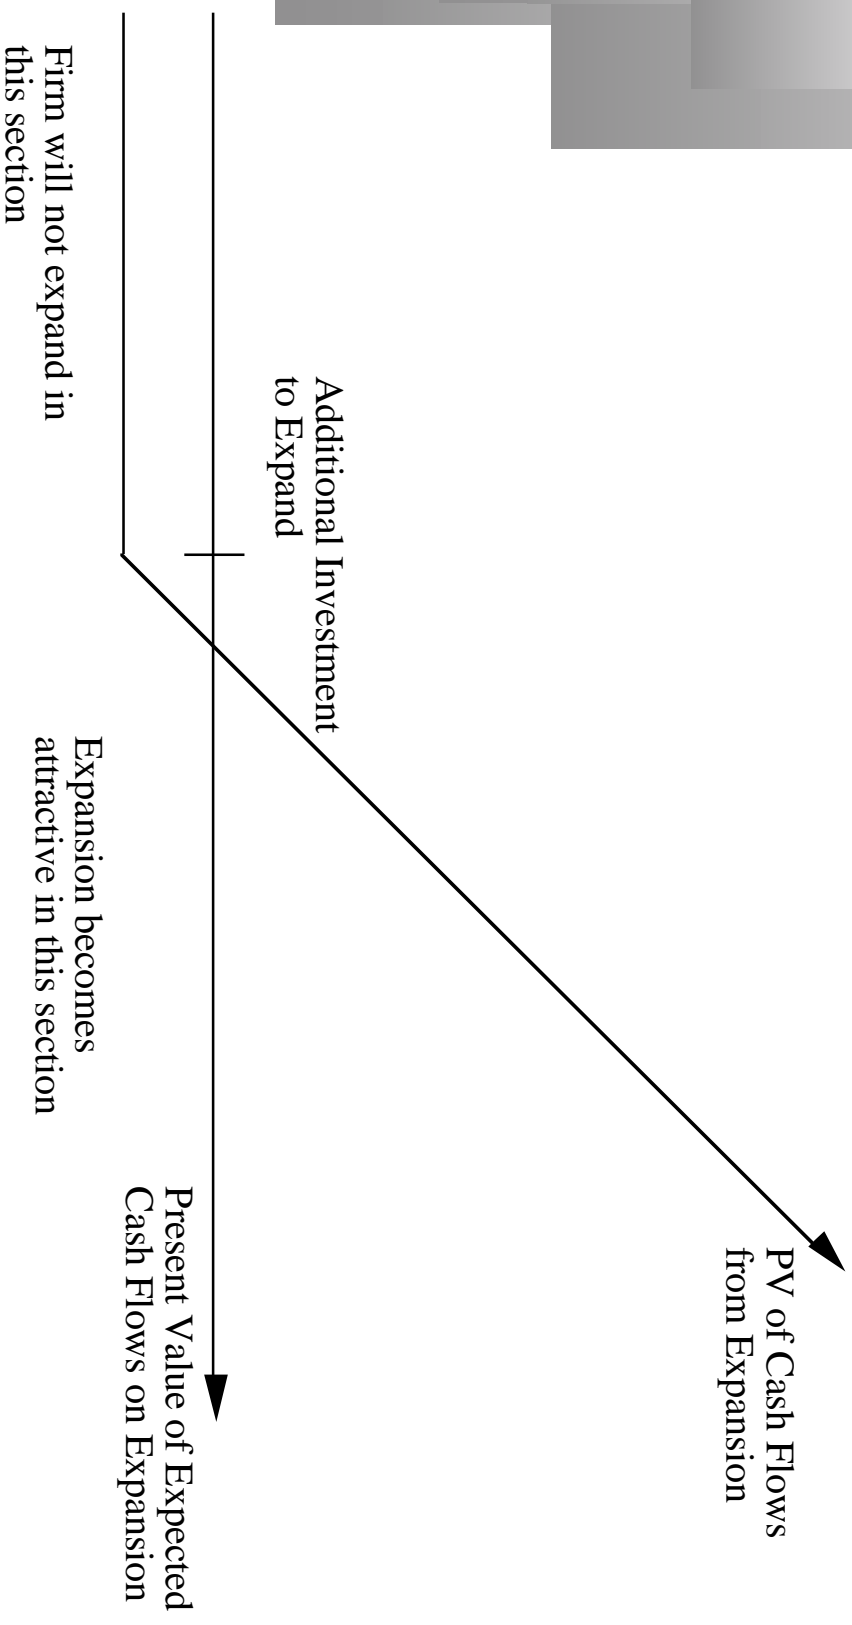 PV of Cash Flows
from Expansion
Additional Investment
to Expand
Present Value of Expected
Cash Flows on Expansion
Firm will not expand in
this section
Expansion becomes
attractive in this section